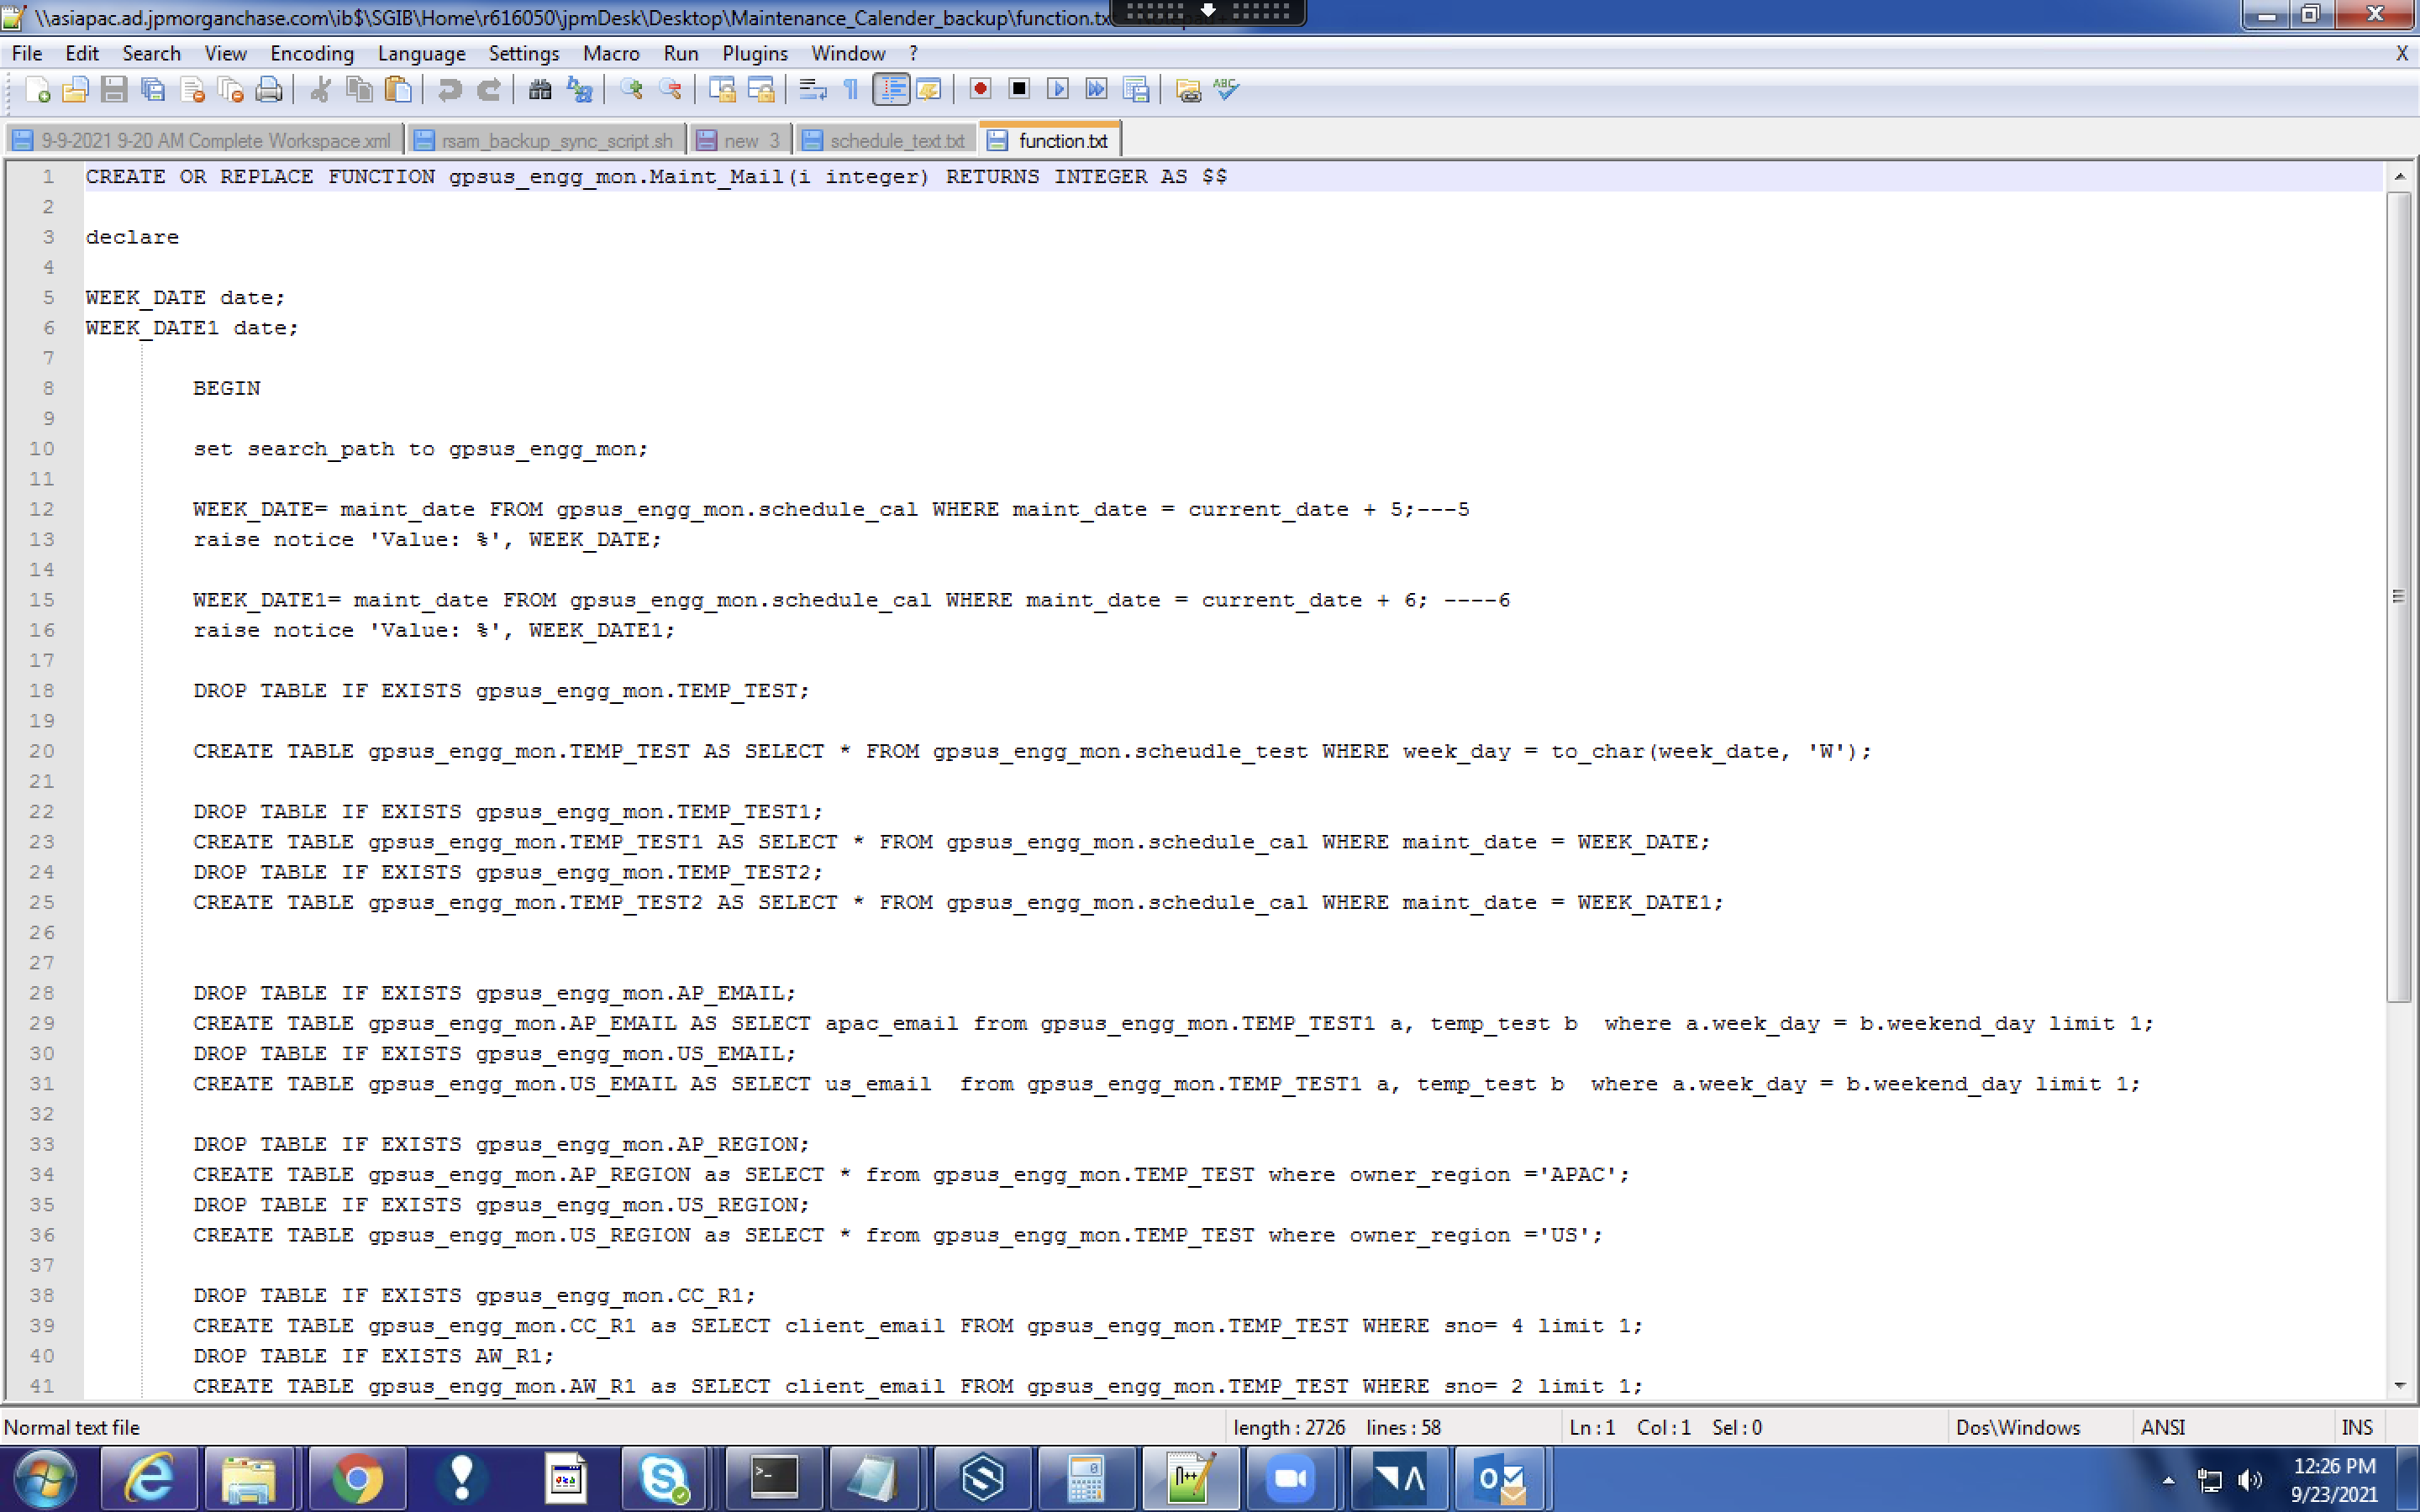 \\asiapac.ad.jpmorganchase.com\ib$\SGIB\Home\r616050\jpmDesk\Desktop\Maintenance_Calender_backup\function.txt
File Edit Search View Encoding Language Settings Macro Run Plugins Window ? X
9-9-2021 9-20 AM Complete Workspace.xml rsam_backup_sync_script.sh new 3 schedule_text.txt function.txt
1 CREATE OR REPLACE FUNCTION gpsus_engg_mon.Maint_Mail(i integer) RETURNS INTEGER AS $$
2
3 declare
4
5 WEEK_DATE date;
6 WEEK_DATE1 date;
7
8 BEGIN
9
10 set search_path to gpsus_engg_mon;
11
12 WEEK_DATE= maint_date FROM gpsus_engg_mon.schedule_cal WHERE maint_date = current_date + 5;---5
13 raise notice 'Value: %', WEEK_DATE;
14
15 WEEK_DATE1= maint_date FROM gpsus_engg_mon.schedule_cal WHERE maint_date = current_date + 6; ----6
16 raise notice 'Value: %', WEEK_DATE1;
17
18 DROP TABLE IF EXISTS gpsus_engg_mon.TEMP_TEST;
19
20 CREATE TABLE gpsus_engg_mon.TEMP_TEST AS SELECT * FROM gpsus_engg_mon.scheudle_test WHERE week_day = to_char(week_date, 'W');
21
22 DROP TABLE IF EXISTS gpsus_engg_mon.TEMP_TEST1;
23 CREATE TABLE gpsus_engg_mon.TEMP_TEST1 AS SELECT * FROM gpsus_engg_mon.schedule_cal WHERE maint_date = WEEK_DATE;
24 DROP TABLE IF EXISTS gpsus_engg_mon.TEMP_TEST2;
25 CREATE TABLE gpsus_engg_mon.TEMP_TEST2 AS SELECT * FROM gpsus_engg_mon.schedule_cal WHERE maint_date = WEEK_DATE1;
26
27
28 DROP TABLE IF EXISTS gpsus_engg_mon.AP_EMAIL;
29 CREATE TABLE gpsus_engg_mon.AP_EMAIL AS SELECT apac_email from gpsus_engg_mon.TEMP_TEST1 a, temp_test b where a.week_day = b.weekend_day limit 1;
30 DROP TABLE IF EXISTS gpsus_engg_mon.US_EMAIL;
31 CREATE TABLE gpsus_engg_mon.US_EMAIL AS SELECT us_email from gpsus_engg_mon.TEMP_TEST1 a, temp_test b where a.week_day = b.weekend_day limit 1;
32
33 DROP TABLE IF EXISTS gpsus_engg_mon.AP_REGION;
34 CREATE TABLE gpsus_engg_mon.AP_REGION as SELECT * from gpsus_engg_mon.TEMP_TEST where owner_region ='APAC';
35 DROP TABLE IF EXISTS gpsus_engg_mon.US_REGION;
36 CREATE TABLE gpsus_engg_mon.US_REGION as SELECT * from gpsus_engg_mon.TEMP_TEST where owner_region ='US';
37
38 DROP TABLE IF EXISTS gpsus_engg_mon.CC_R1;
39 CREATE TABLE gpsus_engg_mon.CC_R1 as SELECT client_email FROM gpsus_engg_mon.TEMP_TEST WHERE sno= 4 limit 1;
40 DROP TABLE IF EXISTS AW_R1;
41 CREATE TABLE gpsus_engg_mon.AW_R1 as SELECT client_email FROM gpsus_engg_mon.TEMP_TEST WHERE sno= 2 limit 1;
Normal text file length : 2726 lines : 58 Ln : 1 Col : 1 Sel : 0 Dos\Windows ANSI INS
12:26 PM
9/23/2021